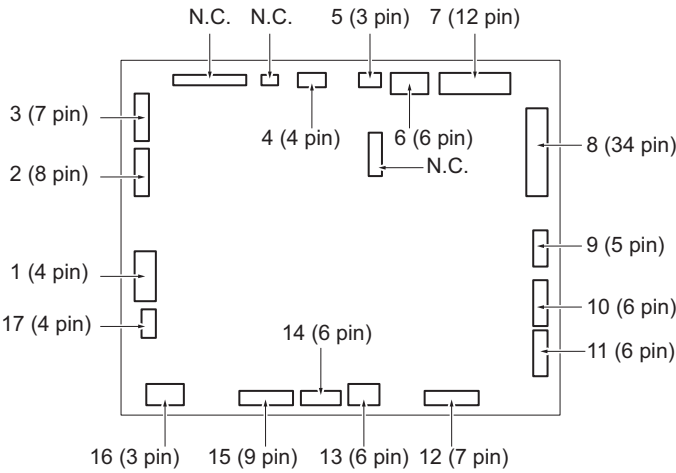 N.C. N.C. 5 (3 pin) 7 (12 pin)
3 (7 pin)
4 (4 pin) 6 (6 pin) 8 (34 pin)
2 (8 pin) N.C.
9 (5 pin)
1 (4 pin)
10 (6 pin)
17 (4 pin) 14 (6 pin)
11 (6 pin)
16 (3 pin) 15 (9 pin) 13 (6 pin) 12 (7 pin)